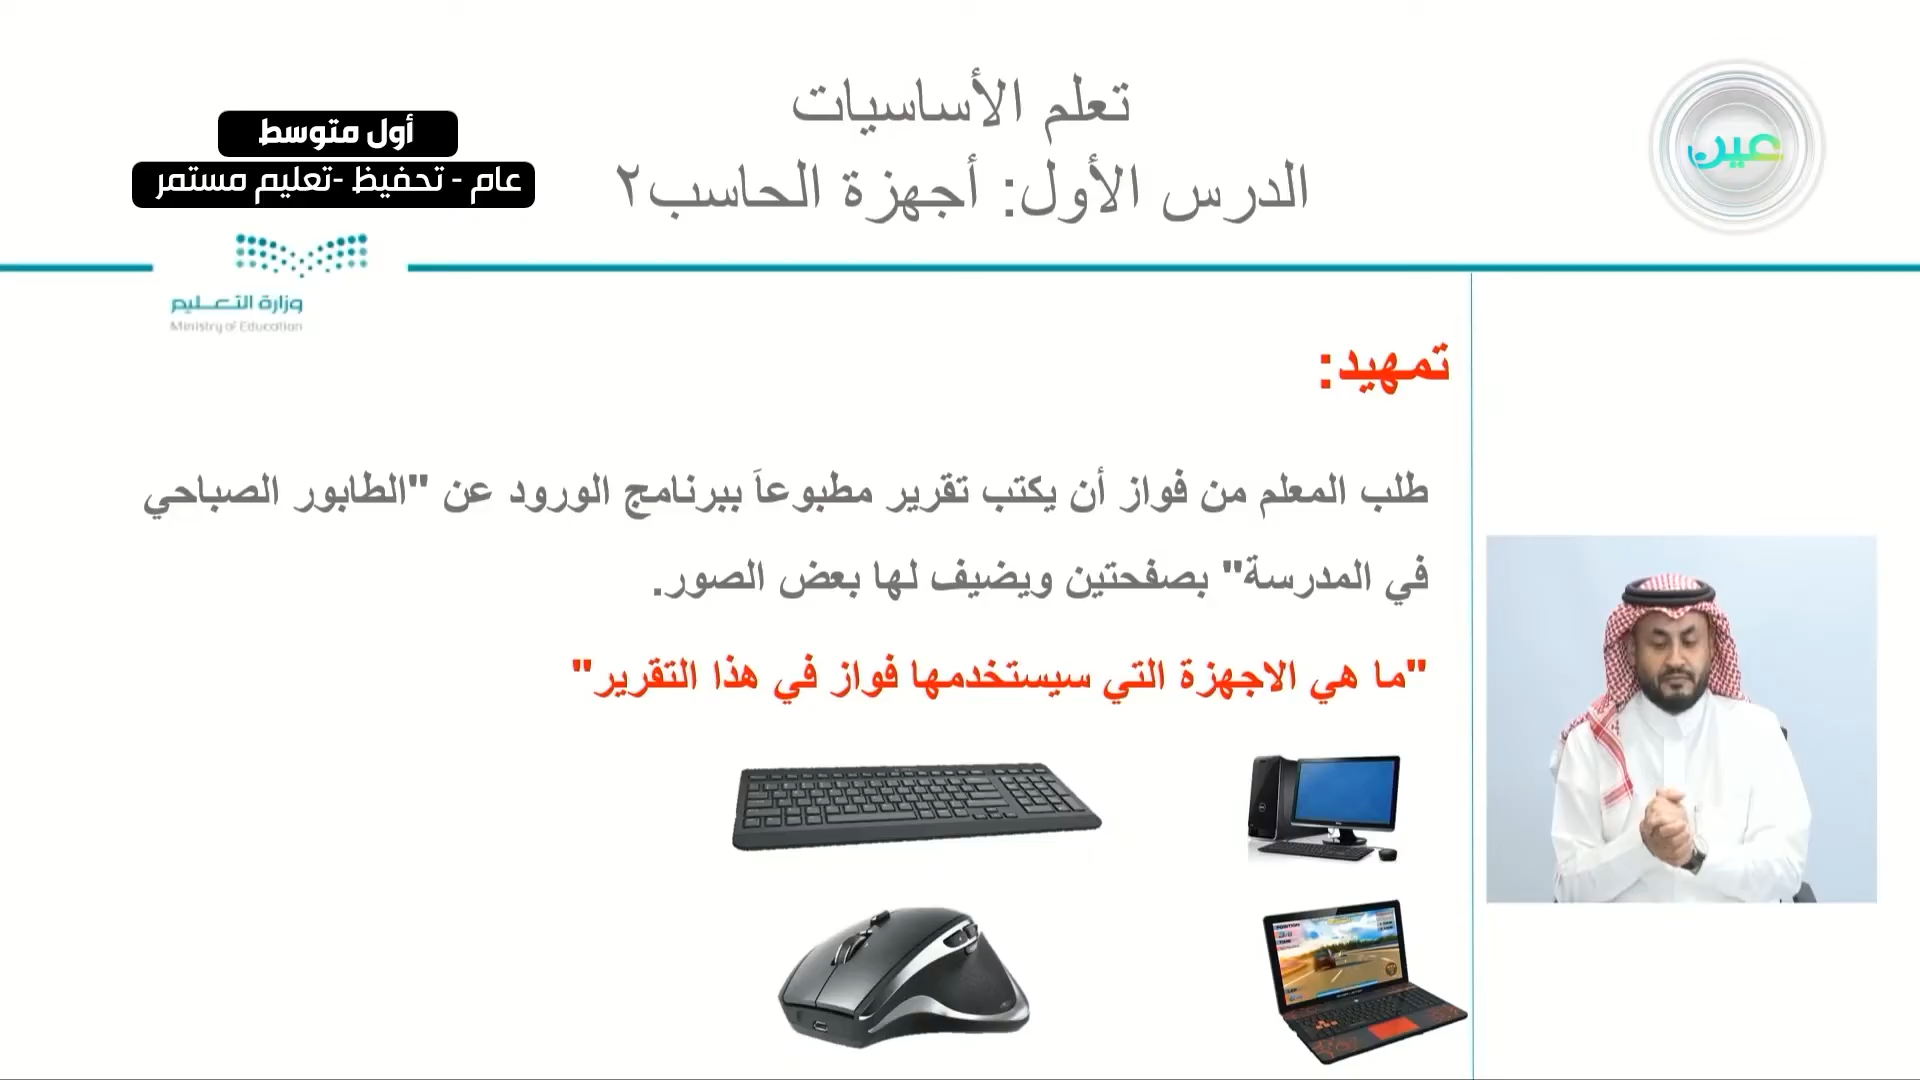 تعلم الأساسيات
الدرس الأول: أجهزة الحاسب٢
عين
أول متوسط
عام - تحفيظ -تعليم مستمر
وزارة التعليم
Ministry of Education
تمهيد:
طلب المعلم من فواز أن يكتب تقرير مطبوعاَ ببرنامج الورود عن "الطابور الصباحي
في المدرسة" بصفحتين ويضيف لها بعض الصور.
"ما هي الاجهزة التي سيستخدمها فواز في هذا التقرير"